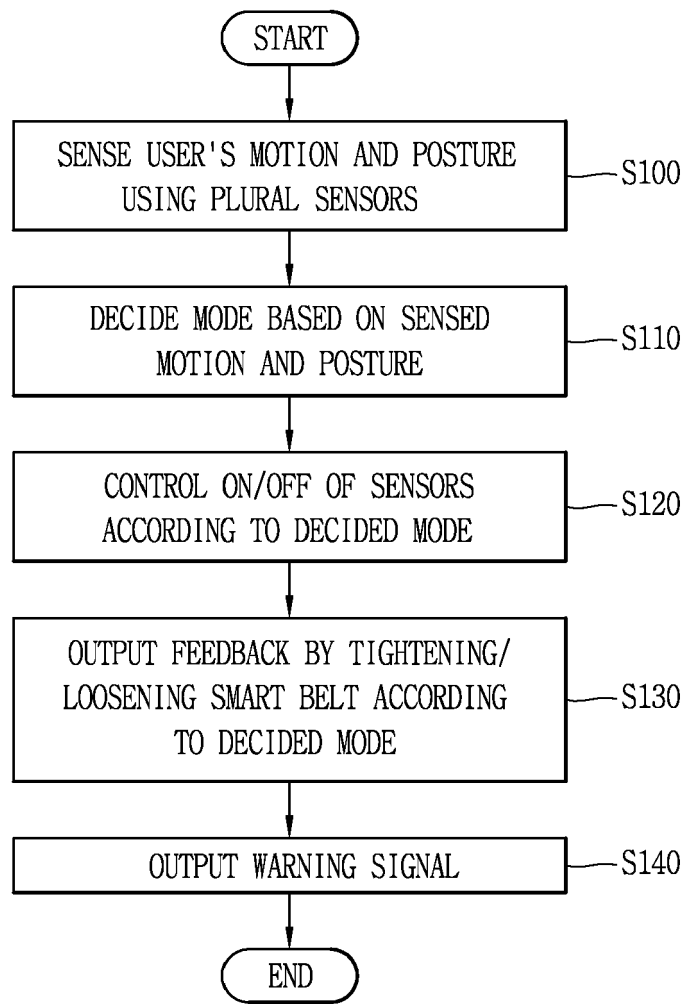 START
SENSE USER'S MOTION AND POSTURE
USING PLURAL SENSORS
S100
DECIDE MODE BASED ON SENSED
MOTION AND POSTURE
S110
CONTROL ON/OFF OF SENSORS
ACCORDING TO DECIDED MODE
S120
OUTPUT FEEDBACK BY TIGHTENING/
LOOSENING SMART BELT ACCORDING
TO DECIDED MODE
S130
OUTPUT WARNING SIGNAL
S140
END